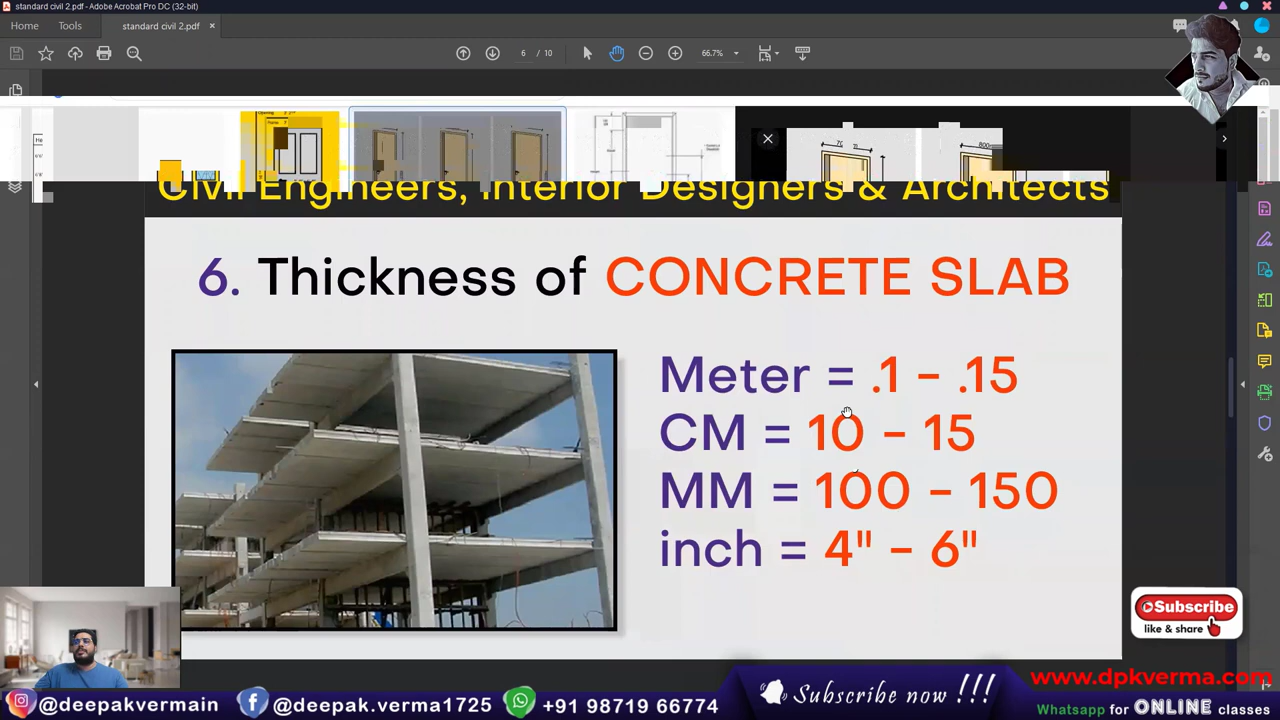 standard civil 2.pdf - Adobe Acrobat Pro DC (32-bit)
Home
Tools
standard civil 2.pdf
6 / 10
66.7%
Civil Engineers, Interior Designers & Architects
6. Thickness of CONCRETE SLAB
Meter = .1 - .15
CM = 10 - 15
MM = 100 - 150
inch = 4" - 6"
Subscribe
like & share
@deepakvermain
@deepak.verma1725
+91 98719 66774
Subscribe now !!!
www.dpkverma.com
Whatsapp for ONLINE classes